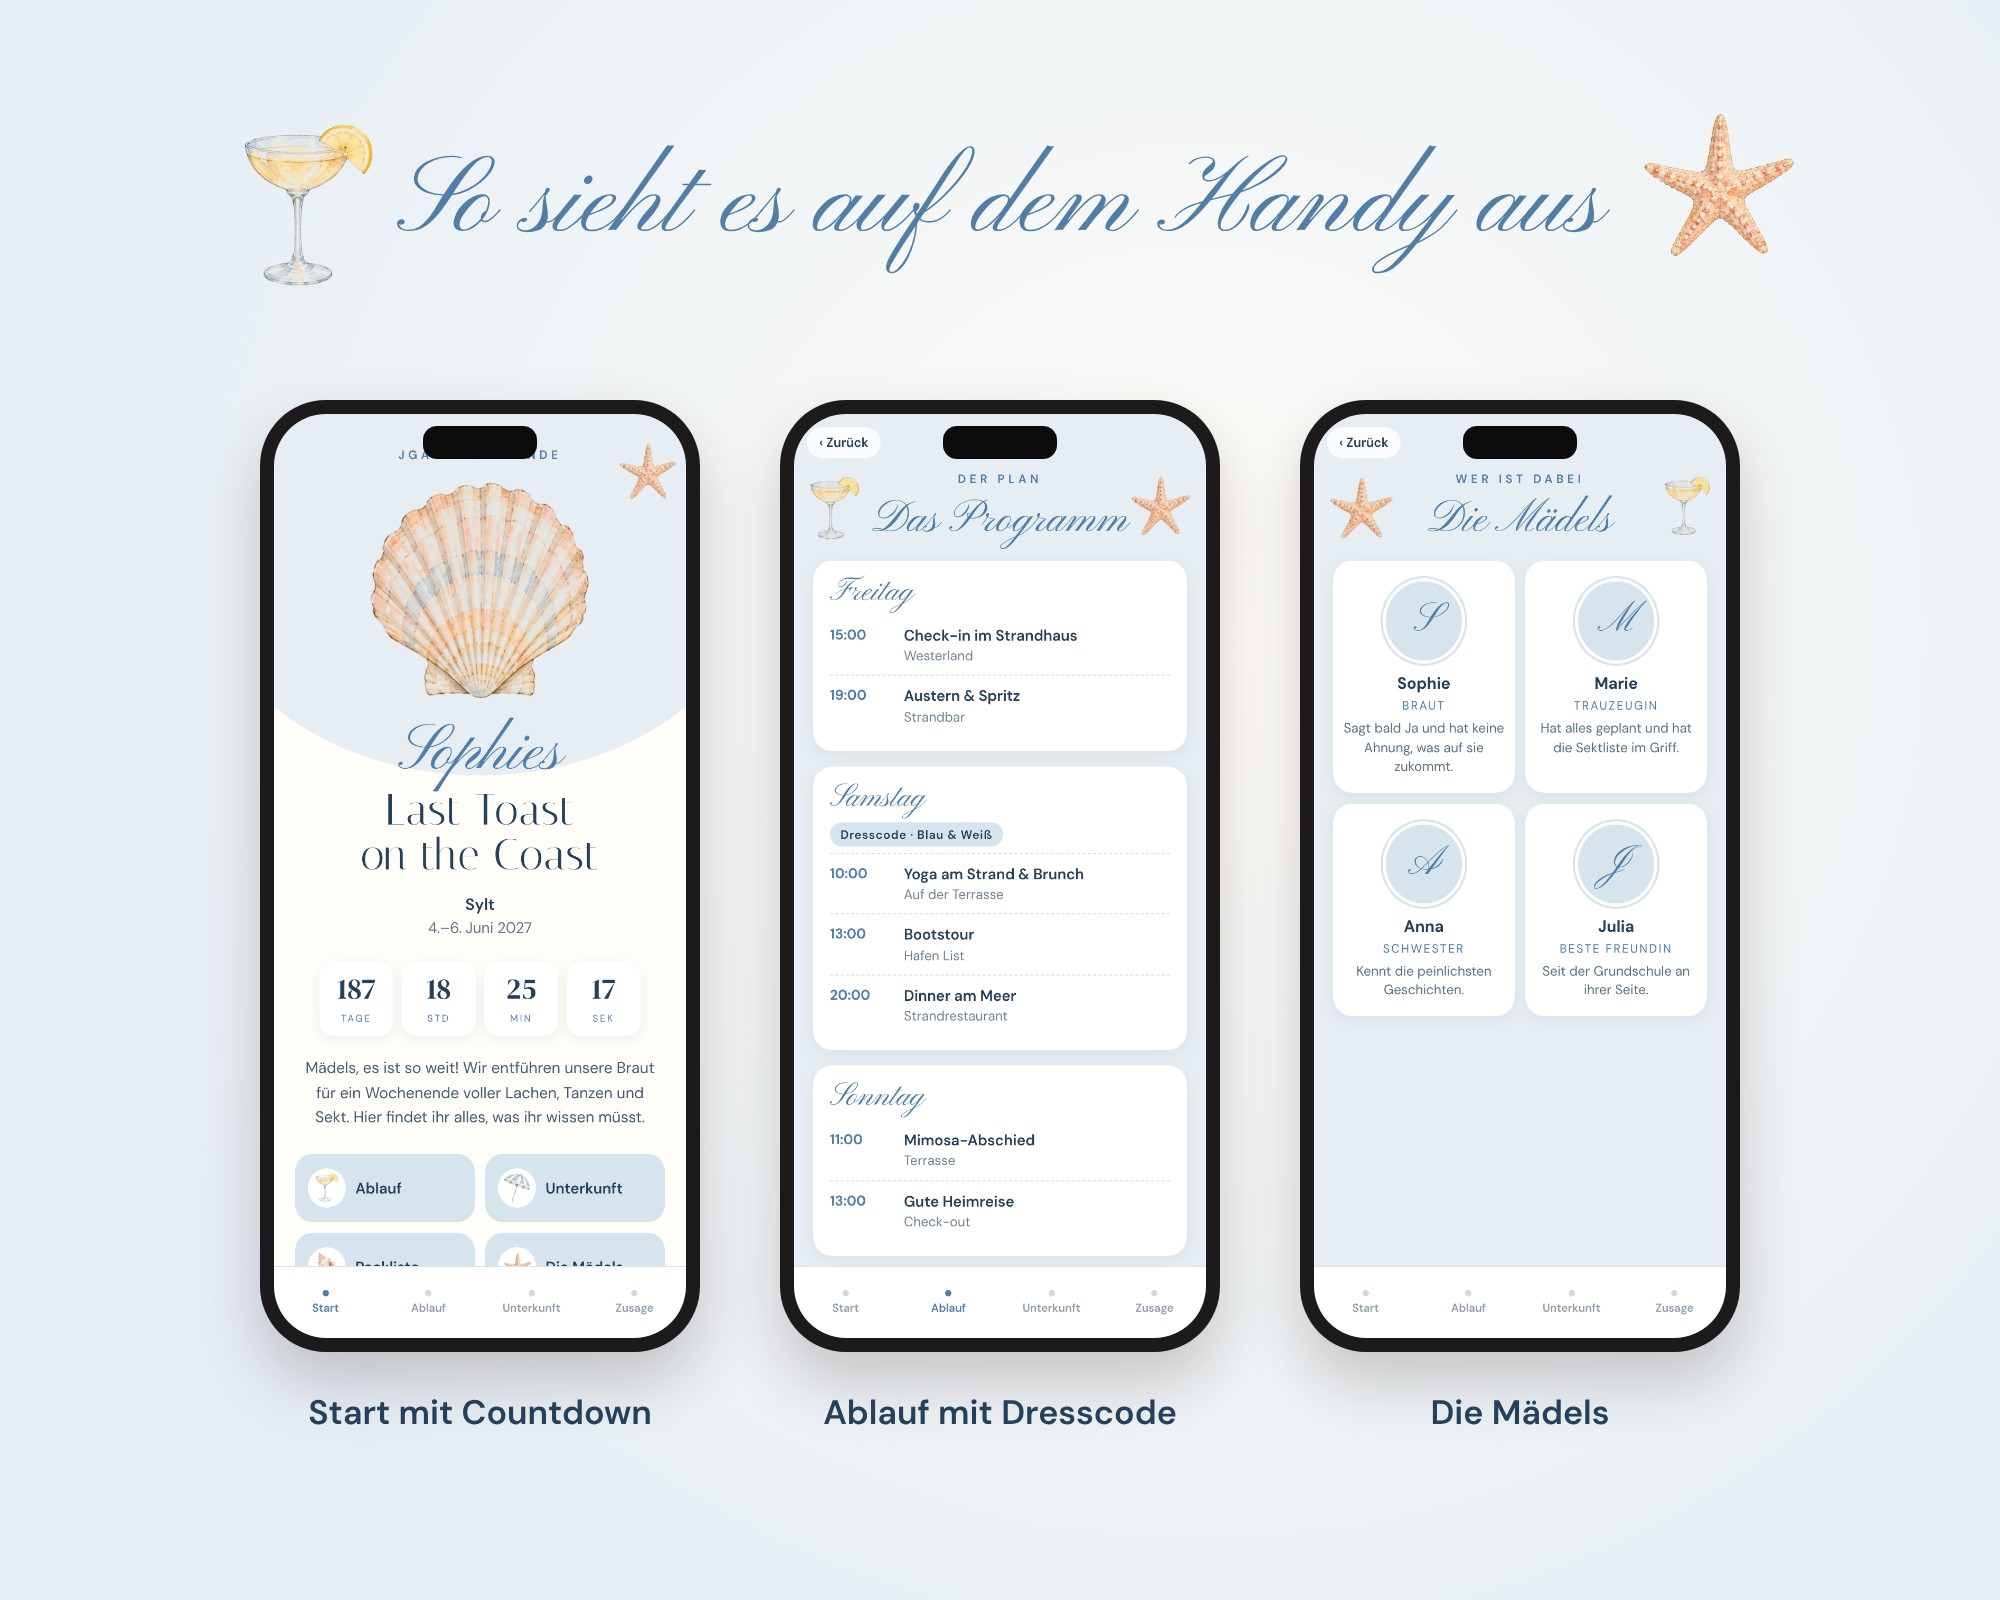 So sieht es auf dem Handy aus
Sophies
Last Toast
on the Coast
Sylt
4.–6. Juni 2027
187
18
25
17
TAGE
STD
MIN
SEK
Mädels, es ist so weit! Wir entführen unsere Braut
für ein Wochenende voller Lachen, Tanzen und
Sekt. Hier findet ihr alles, was ihr wissen müsst.
Ablauf
Unterkunft
Die Mädels
Start
Ablauf
Unterkunft
Zusage
Start mit Countdown
‹ Zurück
DER PLAN
Das Programm
Freitag
15:00
Check-in im Strandhaus
Westerland
19:00
Austern & Spritz
Strandbar
Samstag
Dresscode · Blau & Weiß
10:00
Yoga am Strand & Brunch
Auf der Terrasse
13:00
Bootstour
Hafen List
20:00
Dinner am Meer
Strandrestaurant
Sonntag
11:00
Mimosa-Abschied
Terrasse
13:00
Gute Heimreise
Check-out
Start
Ablauf
Unterkunft
Zusage
Ablauf mit Dresscode
‹ Zurück
WER IST DABEI
Die Mädels
S
Sophie
BRAUT
Sagt bald Ja und hat keine
Ahnung, was auf sie
zukommt.
M
Marie
TRAUZEUGIN
Hat alles geplant und hat
die Sektliste im Griff.
A
Anna
SCHWESTER
Kennt die peinlichsten
Geschichten.
J
Julia
BESTE FREUNDIN
Seit der Grundschule an
ihrer Seite.
Start
Ablauf
Unterkunft
Zusage
Die Mädels